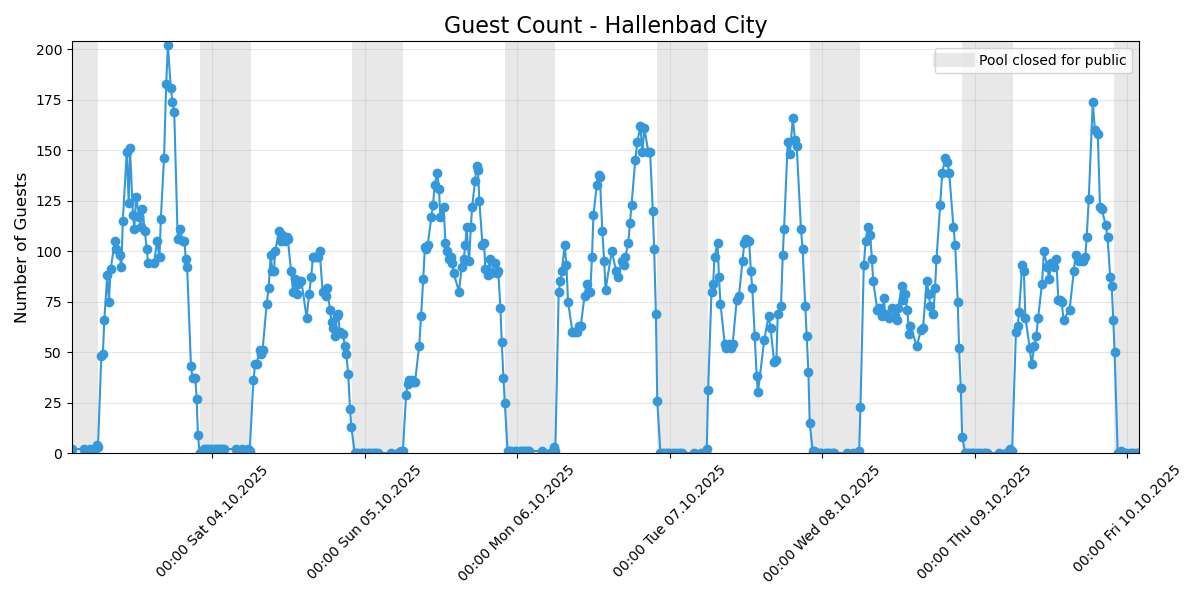 Guest Count - Hallenbad City
Pool closed for public
Number of Guests
200
175
150
125
100
75
50
25
0
00:00 Sat 04.10.2025
00:00 Sun 05.10.2025
00:00 Mon 06.10.2025
00:00 Tue 07.10.2025
00:00 Wed 08.10.2025
00:00 Thu 09.10.2025
00:00 Fri 10.10.2025